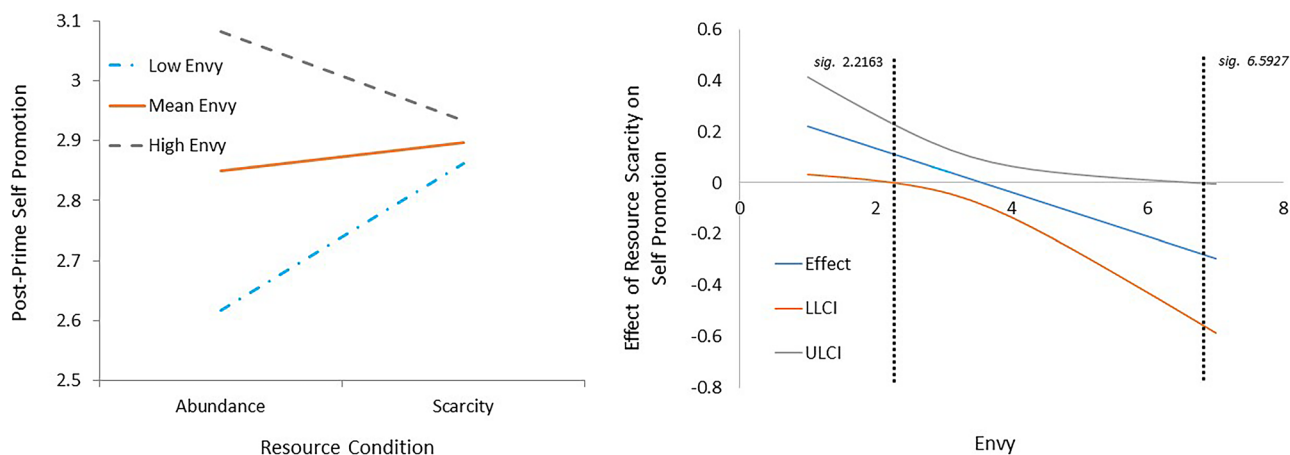 3.1
3
2.9
2.8
2.7
2.6
2.5
Post-Prime Self Promotion
Low Envy
Mean Envy
High Envy
Abundance
Scarcity
Resource Condition
0.6
0.4
0.2
0
-0.2
-0.4
-0.6
-0.8
Effect of Resource Scarcity on
Self Promotion
sig. 2.2163
sig. 6.5927
0
2
4
6
8
Effect
LLCI
ULCI
Envy